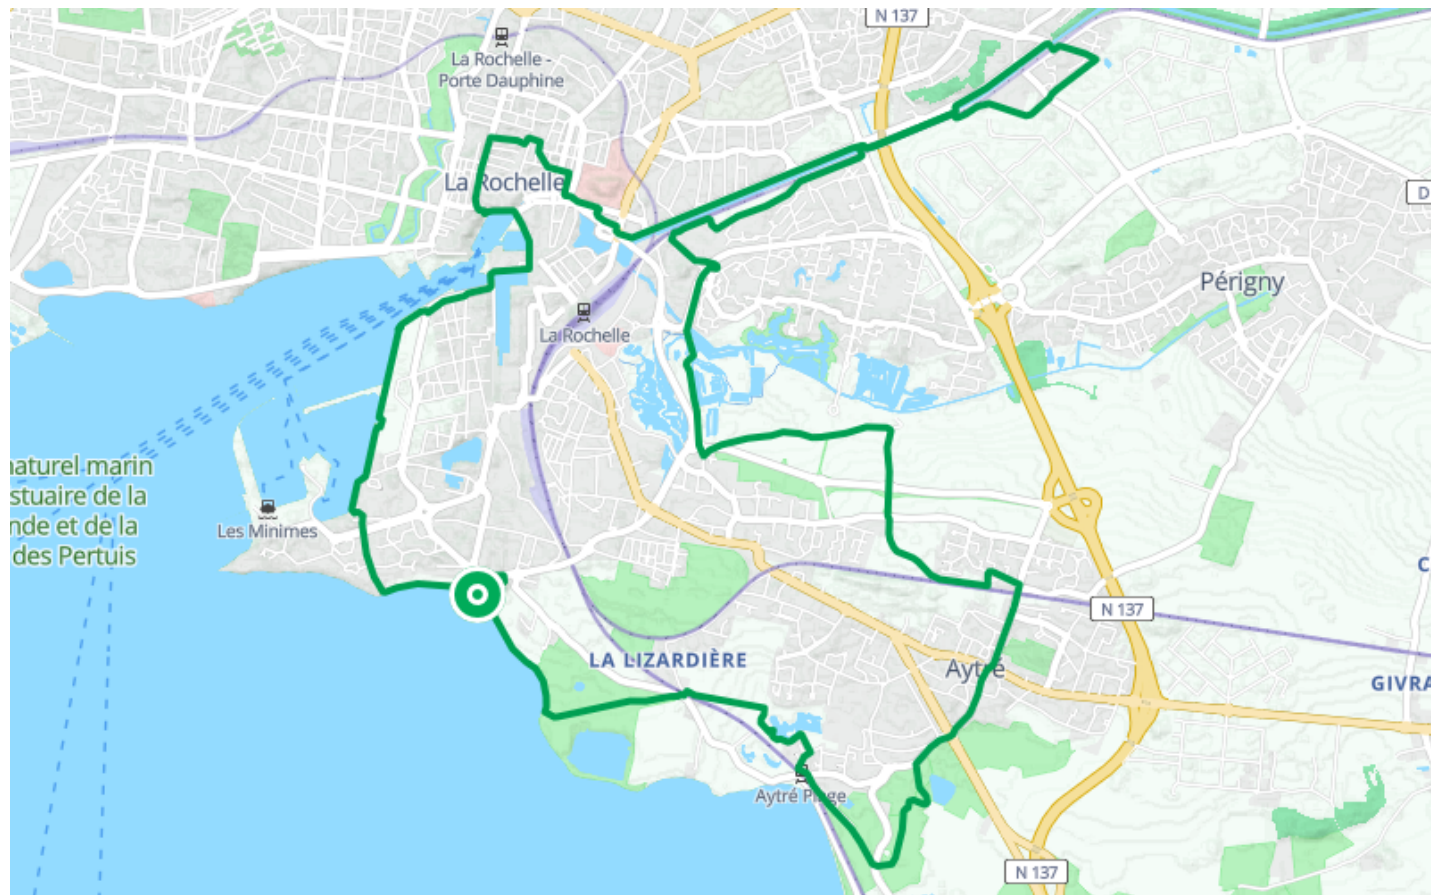 N 137
La Rochelle -
Porte Dauphine
La Rochelle
D
Périgny
La Rochelle
naturel marin
stuaire de la
nde et de la
des Pertuis
Les Minimes
C
N 137
LA LIZARDIÈRE
Aytré
GIVRA
Aytré Plage
N 137